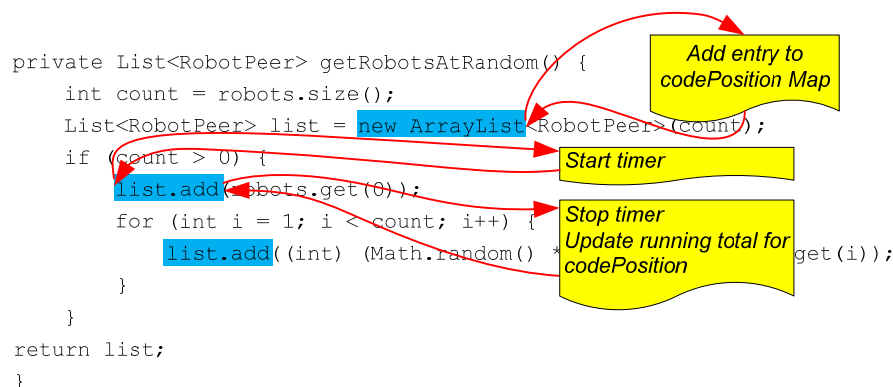 private List<RobotPeer> getRobotsAtRandom() {
int count = robots.size();
List<RobotPeer> list = new ArrayList<RobotPeer>(count);
if (count > 0) {
list.add(robots.get(0));
for (int i = 1; i < count; i++) {
list.add((int) (Math.random() * get(i));
}
}
return list;
}
Add entry to
codePosition Map
Start timer
Stop timer
Update running total for
codePosition